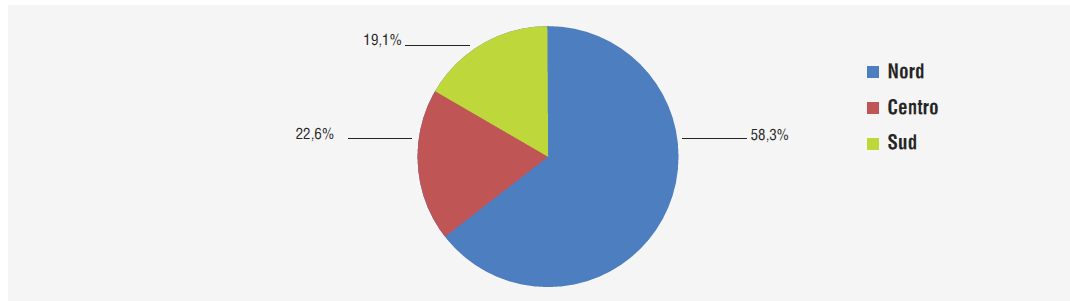 19,1%
22,6%
58,3%
Nord
Centro
Sud